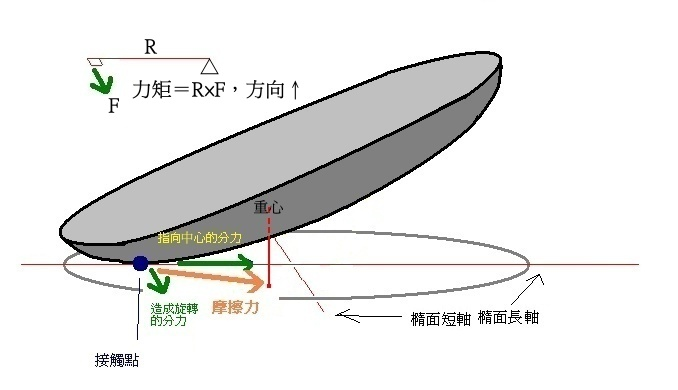 R
F
力矩=R×F,方向↑
重心
指向中心的分力
造成旋轉
的分力
摩擦力
橢面短軸
橢面長軸
接觸點